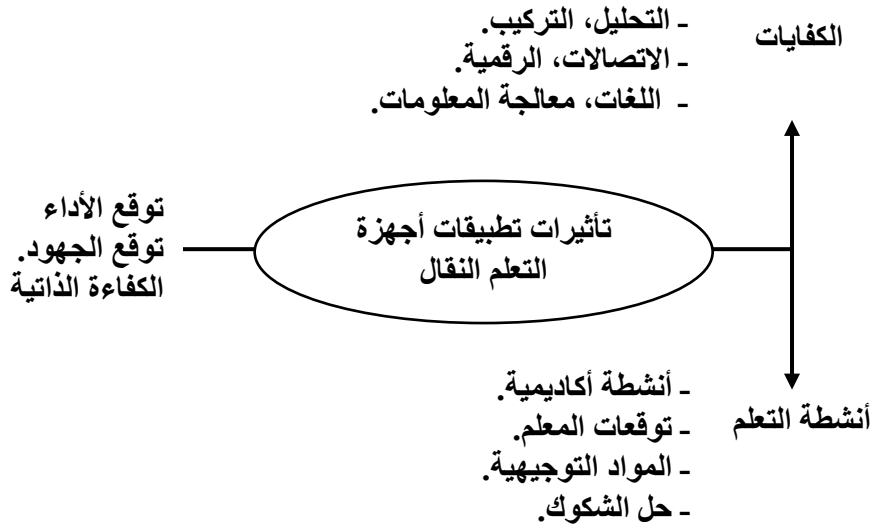 الكفايات
- التحليل، التركيب.
- الاتصالات، الرقمية.
- اللغات، معالجة المعلومات.
تأثيرات تطبيقات أجهزة
التعلم النقال
توقع الأداء
توقع الجهود.
الكفاءة الذاتية
أنشطة التعلم
- أنشطة أكاديمية.
- توقعات المعلم.
- المواد التوجيهية.
- حل الشكوك.